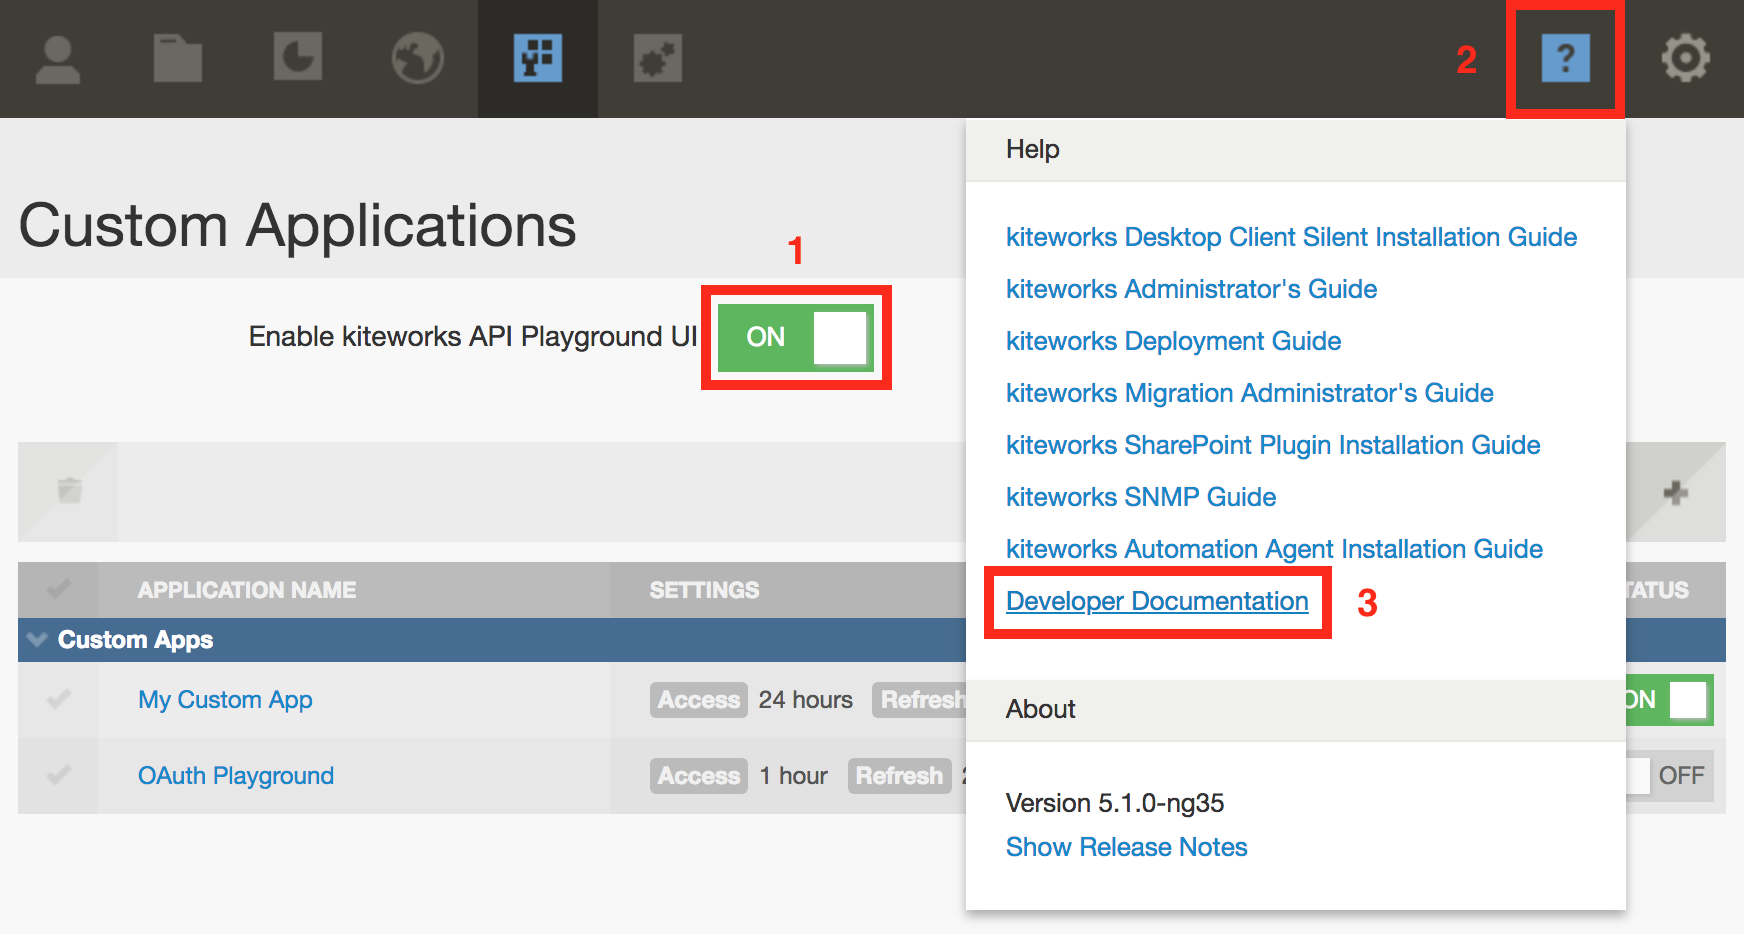 2
?
Help
Custom Applications
1
kiteworks Desktop Client Silent Installation Guide
kiteworks Administrator's Guide
Enable kiteworks API Playground UI
ON
kiteworks Deployment Guide
kiteworks Migration Administrator's Guide
kiteworks SharePoint Plugin Installation Guide
kiteworks SNMP Guide
kiteworks Automation Agent Installation Guide
Developer Documentation
3
APPLICATION NAME
SETTINGS
TATUS
Custom Apps
My Custom App
Access 24 hours Refresh
ON
About
OAuth Playground
Access 1 hour Refresh
OFF
Version 5.1.0-ng35
Show Release Notes